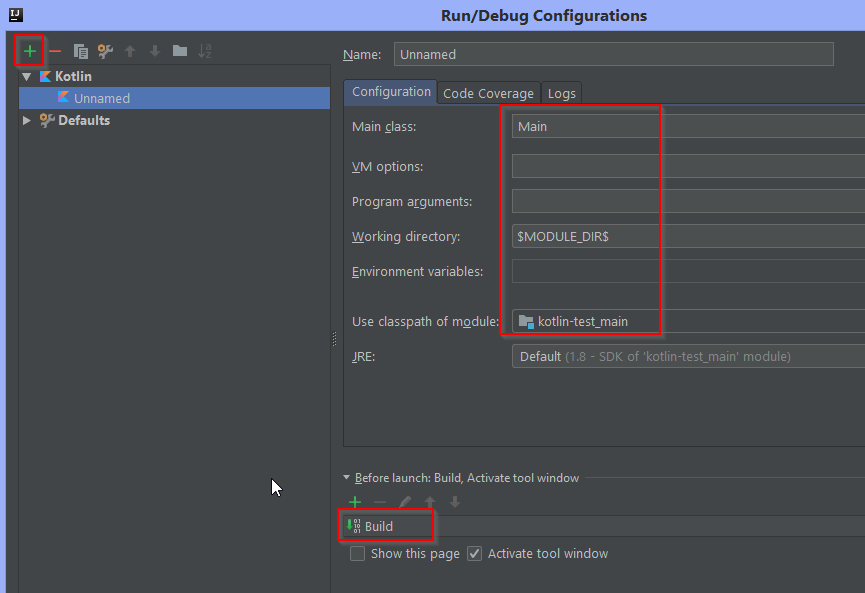 IJ
Run/Debug Configurations
Name: Unnamed
Kotlin
Unnamed
Defaults
Configuration Code Coverage Logs
Main class: Main
VM options:
Program arguments:
Working directory: $MODULE_DIR$
Environment variables:
Use classpath of module: kotlin-test_main
JRE: Default (1.8 - SDK of 'kotlin-test_main' module)
Before launch: Build, Activate tool window
Build
Show this page Activate tool window